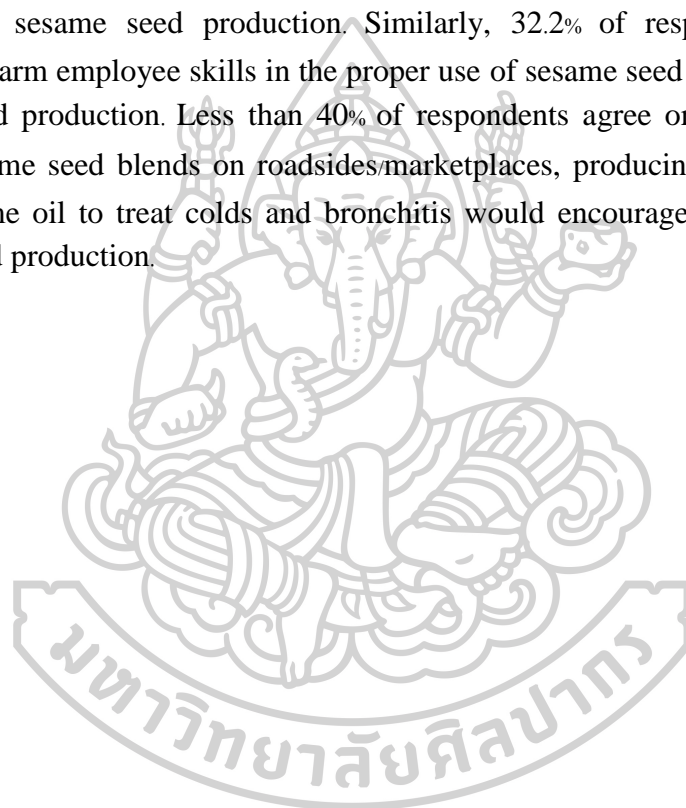 sesame seed production. Similarly, 32.2% of resp
arm employee skills in the proper use of sesame seed
d production. Less than 40% of respondents agree or
me seed blends on roadsides/marketplaces, producin
ne oil to treat colds and bronchitis would encourage
d production.
มหาวิทยาลัยศิลปากร